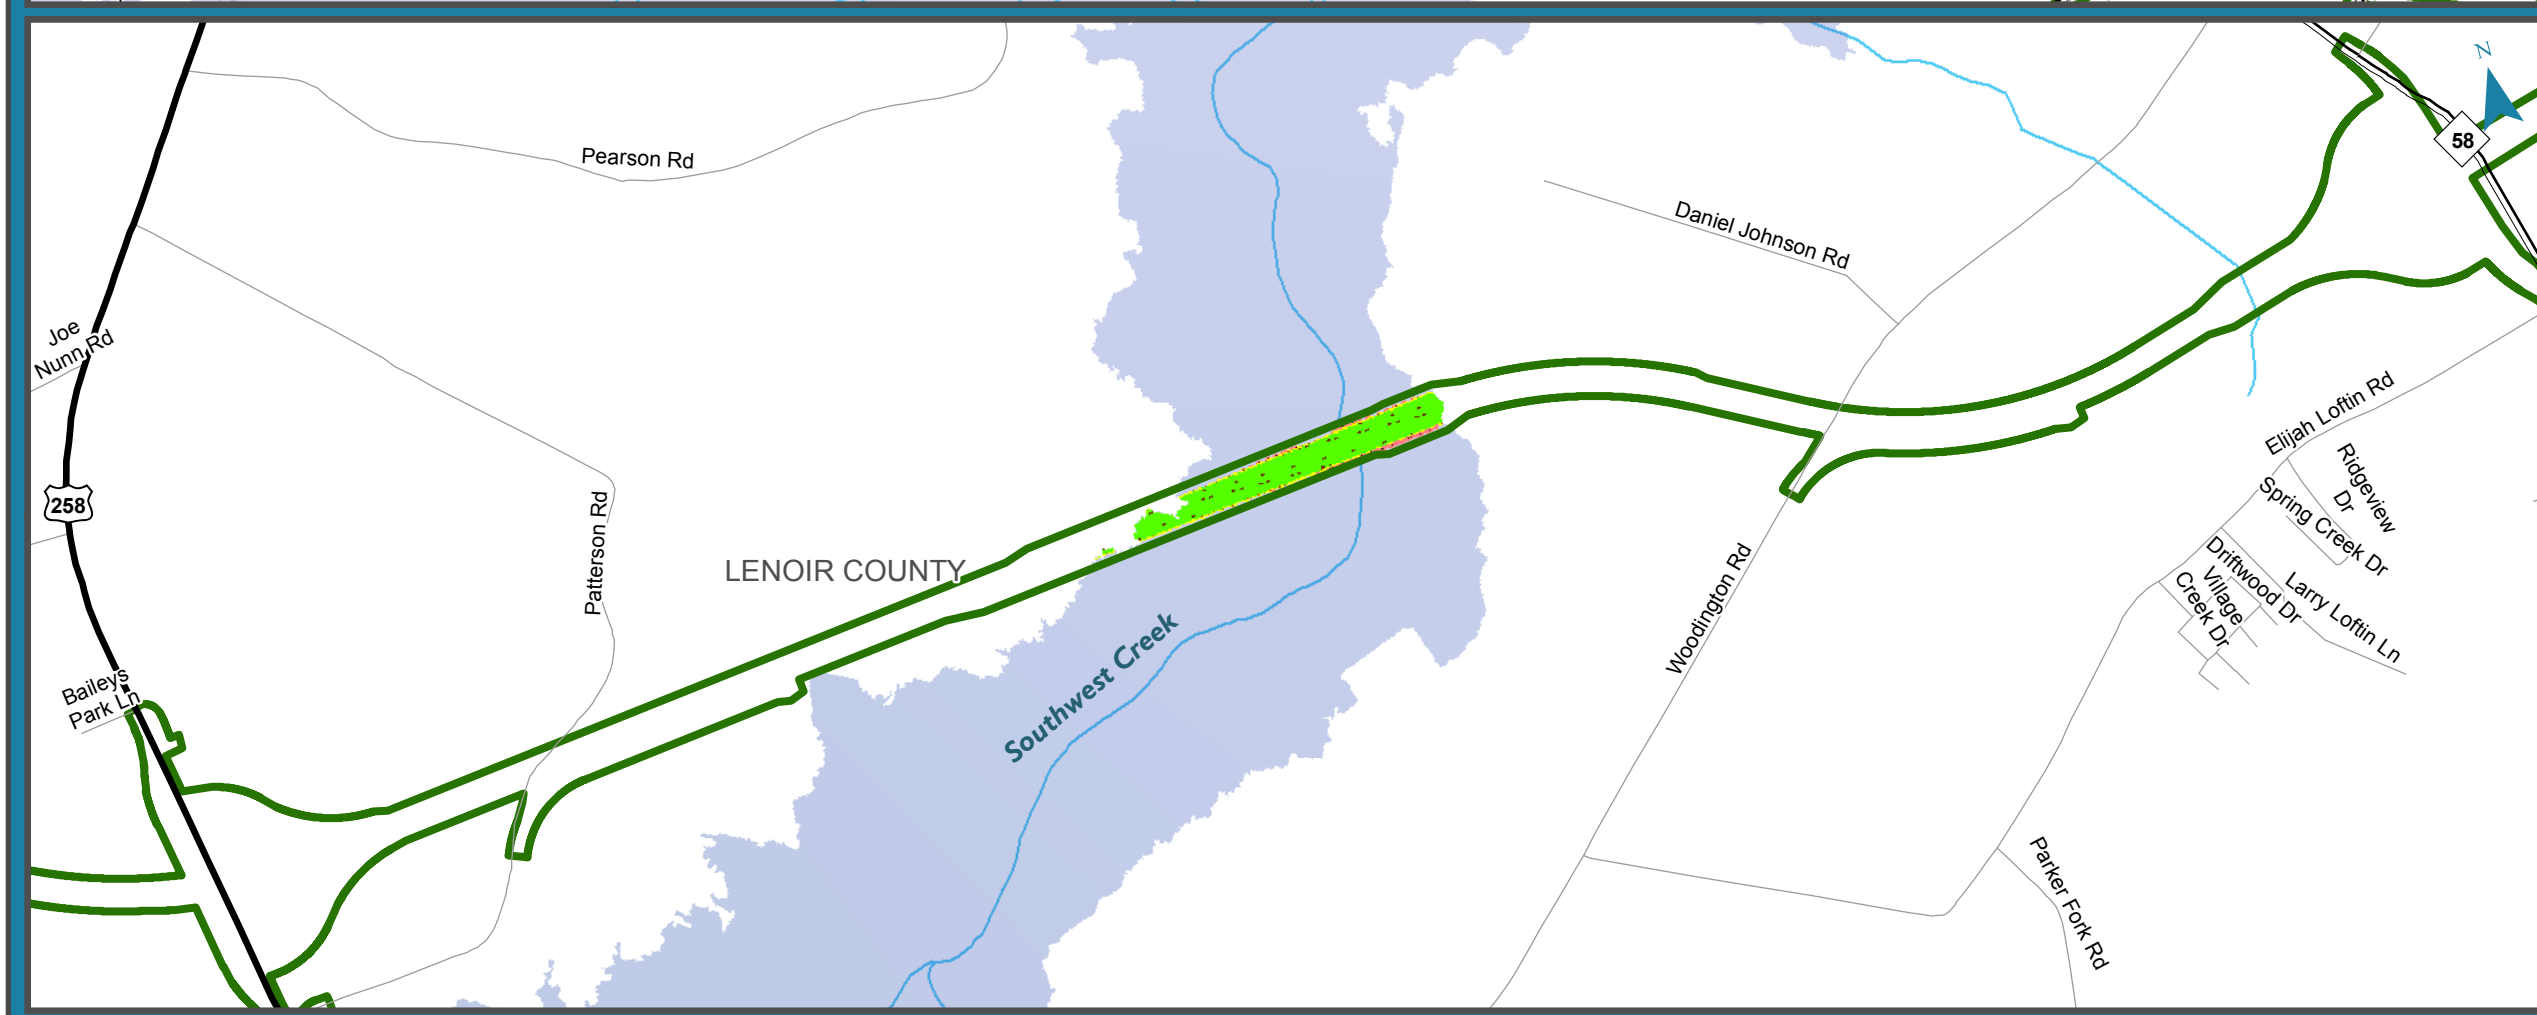 N
58
Pearson Rd
Daniel Johnson Rd
Joe
Nunn Rd
258
Elijah Loftin Rd
Ridgeview
Dr
Spring Creek Dr
Patterson Rd
LENOIR COUNTY
Woodington Rd
Driftwood Dr
Village
Creek Dr
Larry Loftin Ln
Southwest Creek
Baileys
Park Ln
Parker Fork Rd